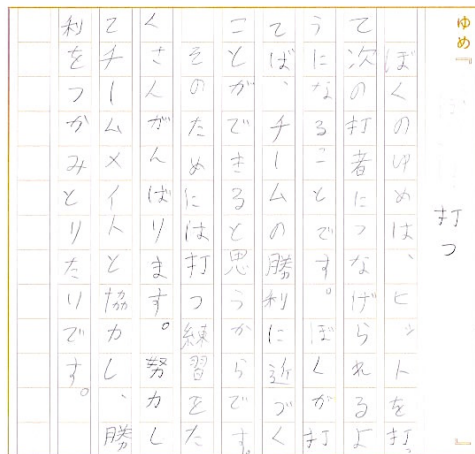 ゆめ『 打つ 』
ぼくのゆめは、ヒットを打っ
て次の打者につなげられるよ
うになることです。ぼくが打
てば、チームの勝利に近づく
ことができると思うからです。
そのためには打つ練習をた
くさんがんばります。努力し
てチームメイトと協力し、勝
利をつかみとりたりです。